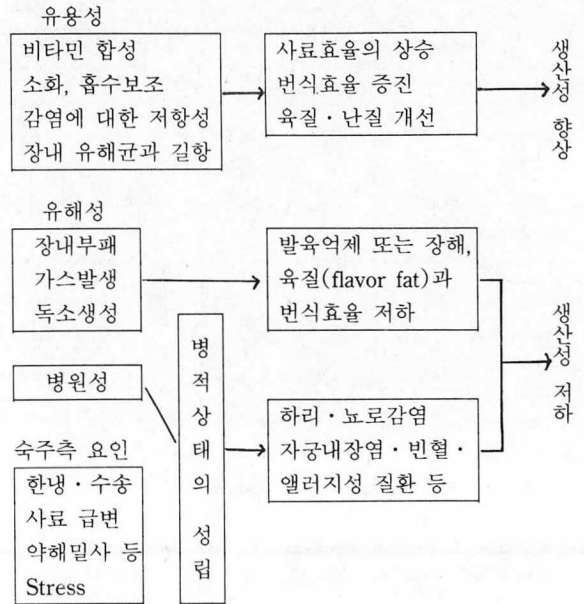 유용성
비타민 합성
소화, 흡수보조
감염에 대한 저항성
장내 유해균과 길항
사료효율의 상승
번식효율 증진
육질・난질 개선
생산성 향상
유해성
장내부패
가스발생
독소생성
발육억제 또는 장해,
육질(flavor fat)과
번식효율 저하
생산성 저하
병원성
숙주측 요인
한냉・수송
사료 급변
약해밀사 등
Stress
병적상태의 성립
하리・뇨로감염
자궁내장염・빈혈・
앨러지성 질환 등